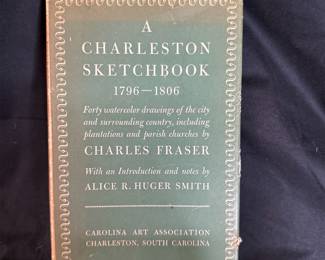 A
CHARLESTON
SKETCHBOOK
1796—1806
Forty watercolor drawings of the city
and surrounding country, including
plantations and parish churches by
CHARLES FRASER
With an Introduction and notes by
ALICE R. HUGER SMITH
CAROLINA ART ASSOCIATION
CHARLESTON, SOUTH CAROLINA